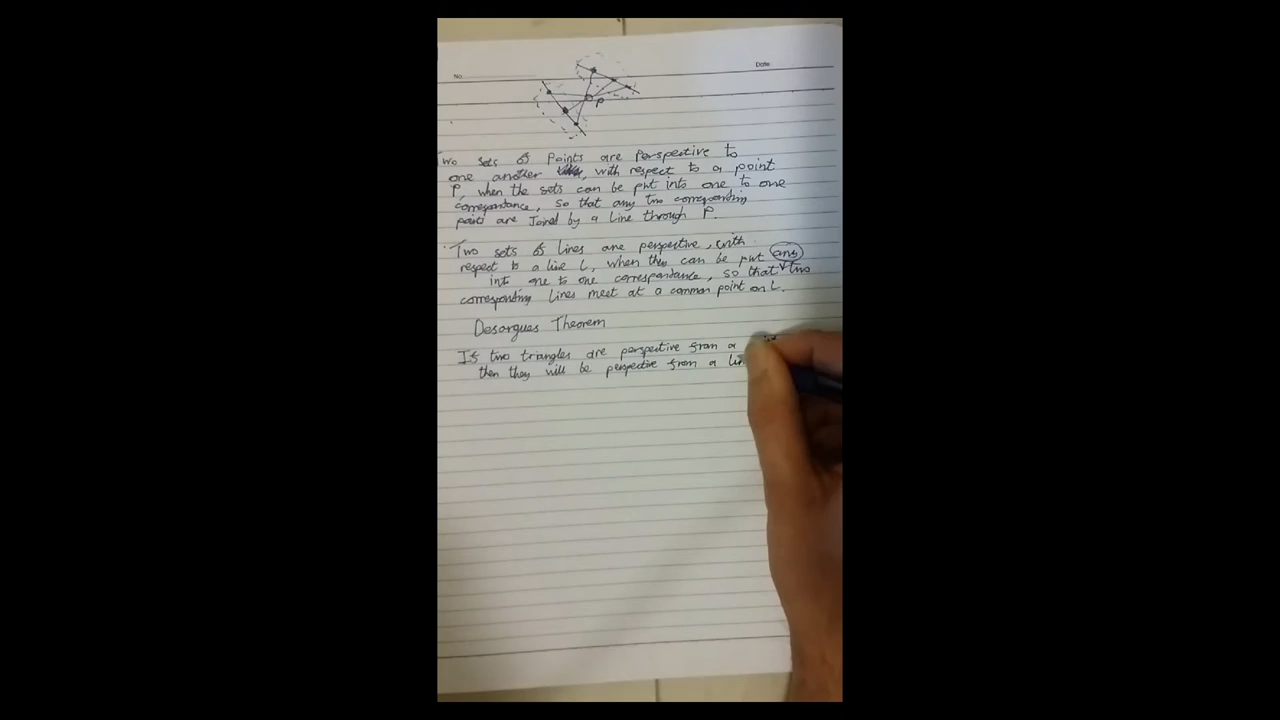 No
Date:
P
Two sets of Points are Perspective to
one another with respect to a point
P, when the sets can be put into one to one
correspontance, so that any two corresponding
points are Joined by a Line through P.
Two sets of lines are perspective, with
respect to a line L, when they can be put any
into one to one correspontance, so that two
corresponding Lines meet at a common point on L.
Desargues Theorem
If two triangles are perspective from a
then they will be perspective from a